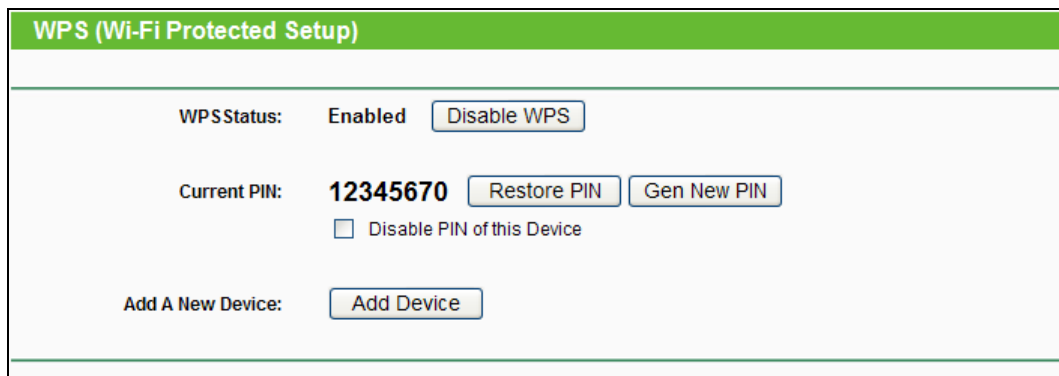 WPS (Wi-Fi Protected Setup)
WPS Status: Enabled Disable WPS
Current PIN: 12345670 Restore PIN Gen New PIN
Disable PIN of this Device
Add A New Device: Add Device